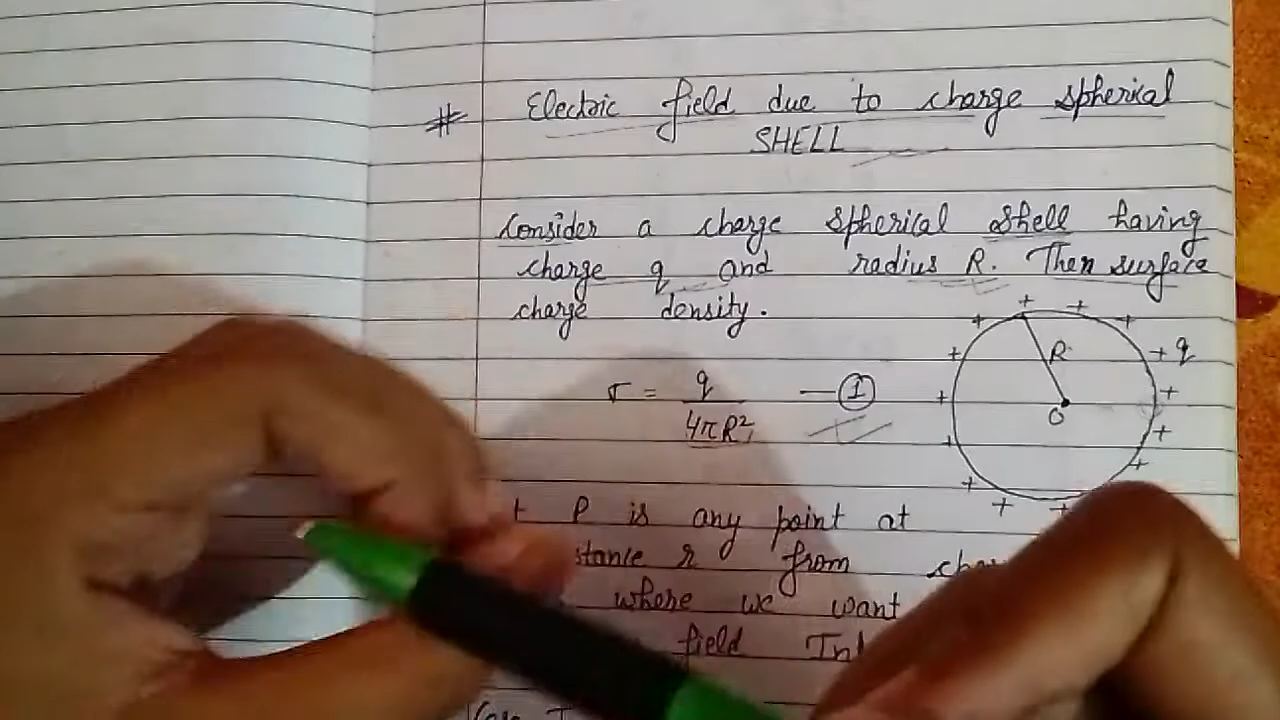 # Electric field due to charge spherical
SHELL
Consider a charge spherical shell having
charge q and radius R. Then surface
charge density.
σ = q / 4πR² — ①
+ + + + + + + + + + + + + + +
q
R
O
P is any point at
r from
where we want
field